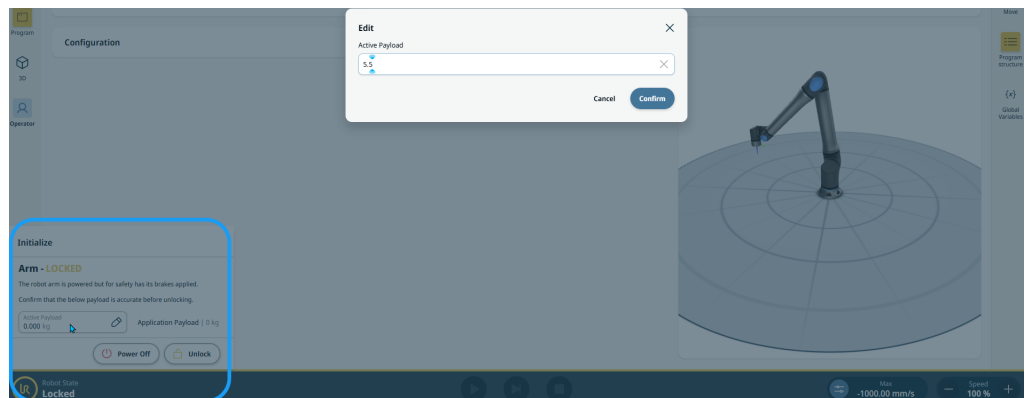 Program
3D
Operator
Configuration
Edit
Active Payload
5.5
Cancel
Confirm
Move
Program
structure
{x}
Global
Variables
Initialize
Arm - LOCKED
The robot arm is powered but for safety has its brakes applied.
Confirm that the below payload is accurate before unlocking.
Active Payload
0.000 kg
Application Payload | 0 kg
Power Off
Unlock
UR
Robot State
Locked
Max
-1000.00 mm/s
Speed
100 %